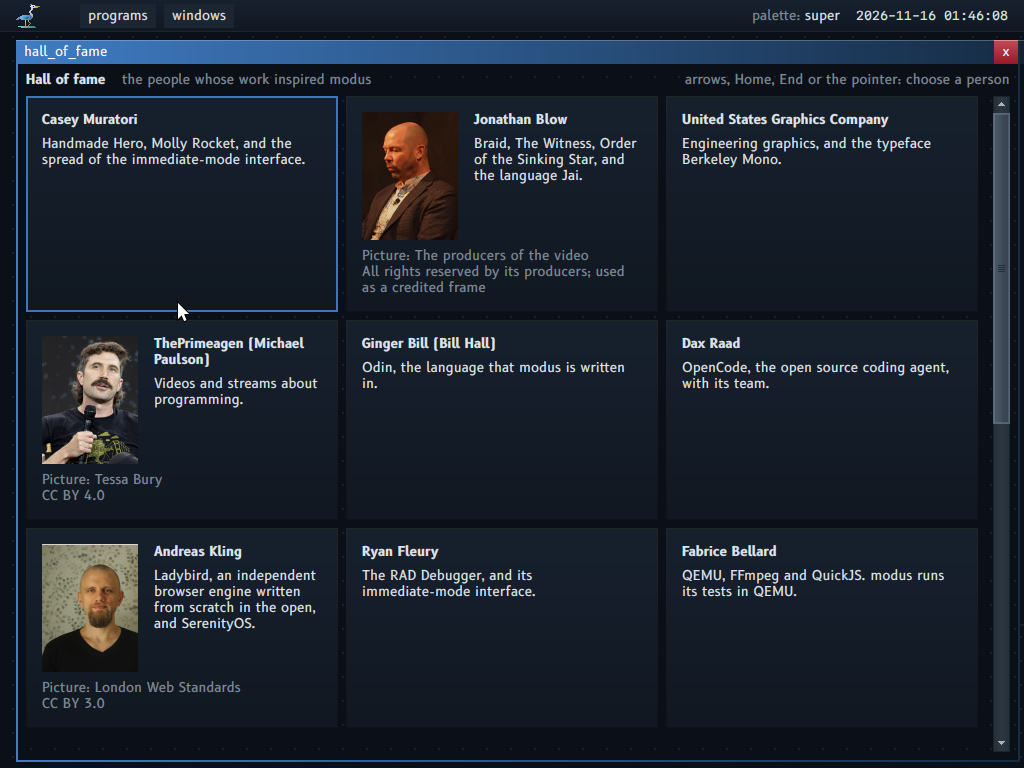 programs windows palette: super 2026-11-16 01:46:08
hall_of_fame x
Hall of fame the people whose work inspired modus arrows, Home, End or the pointer: choose a person
Casey Muratori
Handmade Hero, Molly Rocket, and the
spread of the immediate-mode interface.
Jonathan Blow
Braid, The Witness, Order
of the Sinking Star, and
the language Jai.
Picture: The producers of the video
All rights reserved by its producers; used
as a credited frame
United States Graphics Company
Engineering graphics, and the typeface
Berkeley Mono.
ThePrimeagen (Michael
Paulson)
Videos and streams about
programming.
Picture: Tessa Bury
CC BY 4.0
Ginger Bill (Bill Hall)
Odin, the language that modus is written
in.
Dax Raad
OpenCode, the open source coding agent,
with its team.
Andreas Kling
Ladybird, an independent
browser engine written
from scratch in the open,
and SerenityOS.
Picture: London Web Standards
CC BY 3.0
Ryan Fleury
The RAD Debugger, and its
immediate-mode interface.
Fabrice Bellard
QEMU, FFmpeg and QuickJS. modus runs
its tests in QEMU.